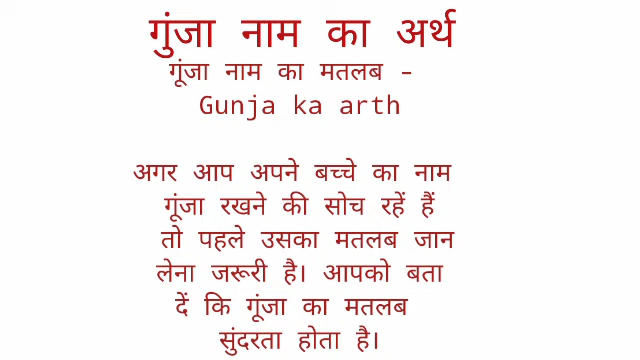 गुंजा नाम का अर्थ
गूंजा नाम का मतलब -
Gunja ka arth
अगर आप अपने बच्चे का नाम
गूंजा रखने की सोच रहें हैं
तो पहले उसका मतलब जान
लेना जरूरी है। आपको बता
दें कि गूंजा का मतलब
सुंदरता होता है।